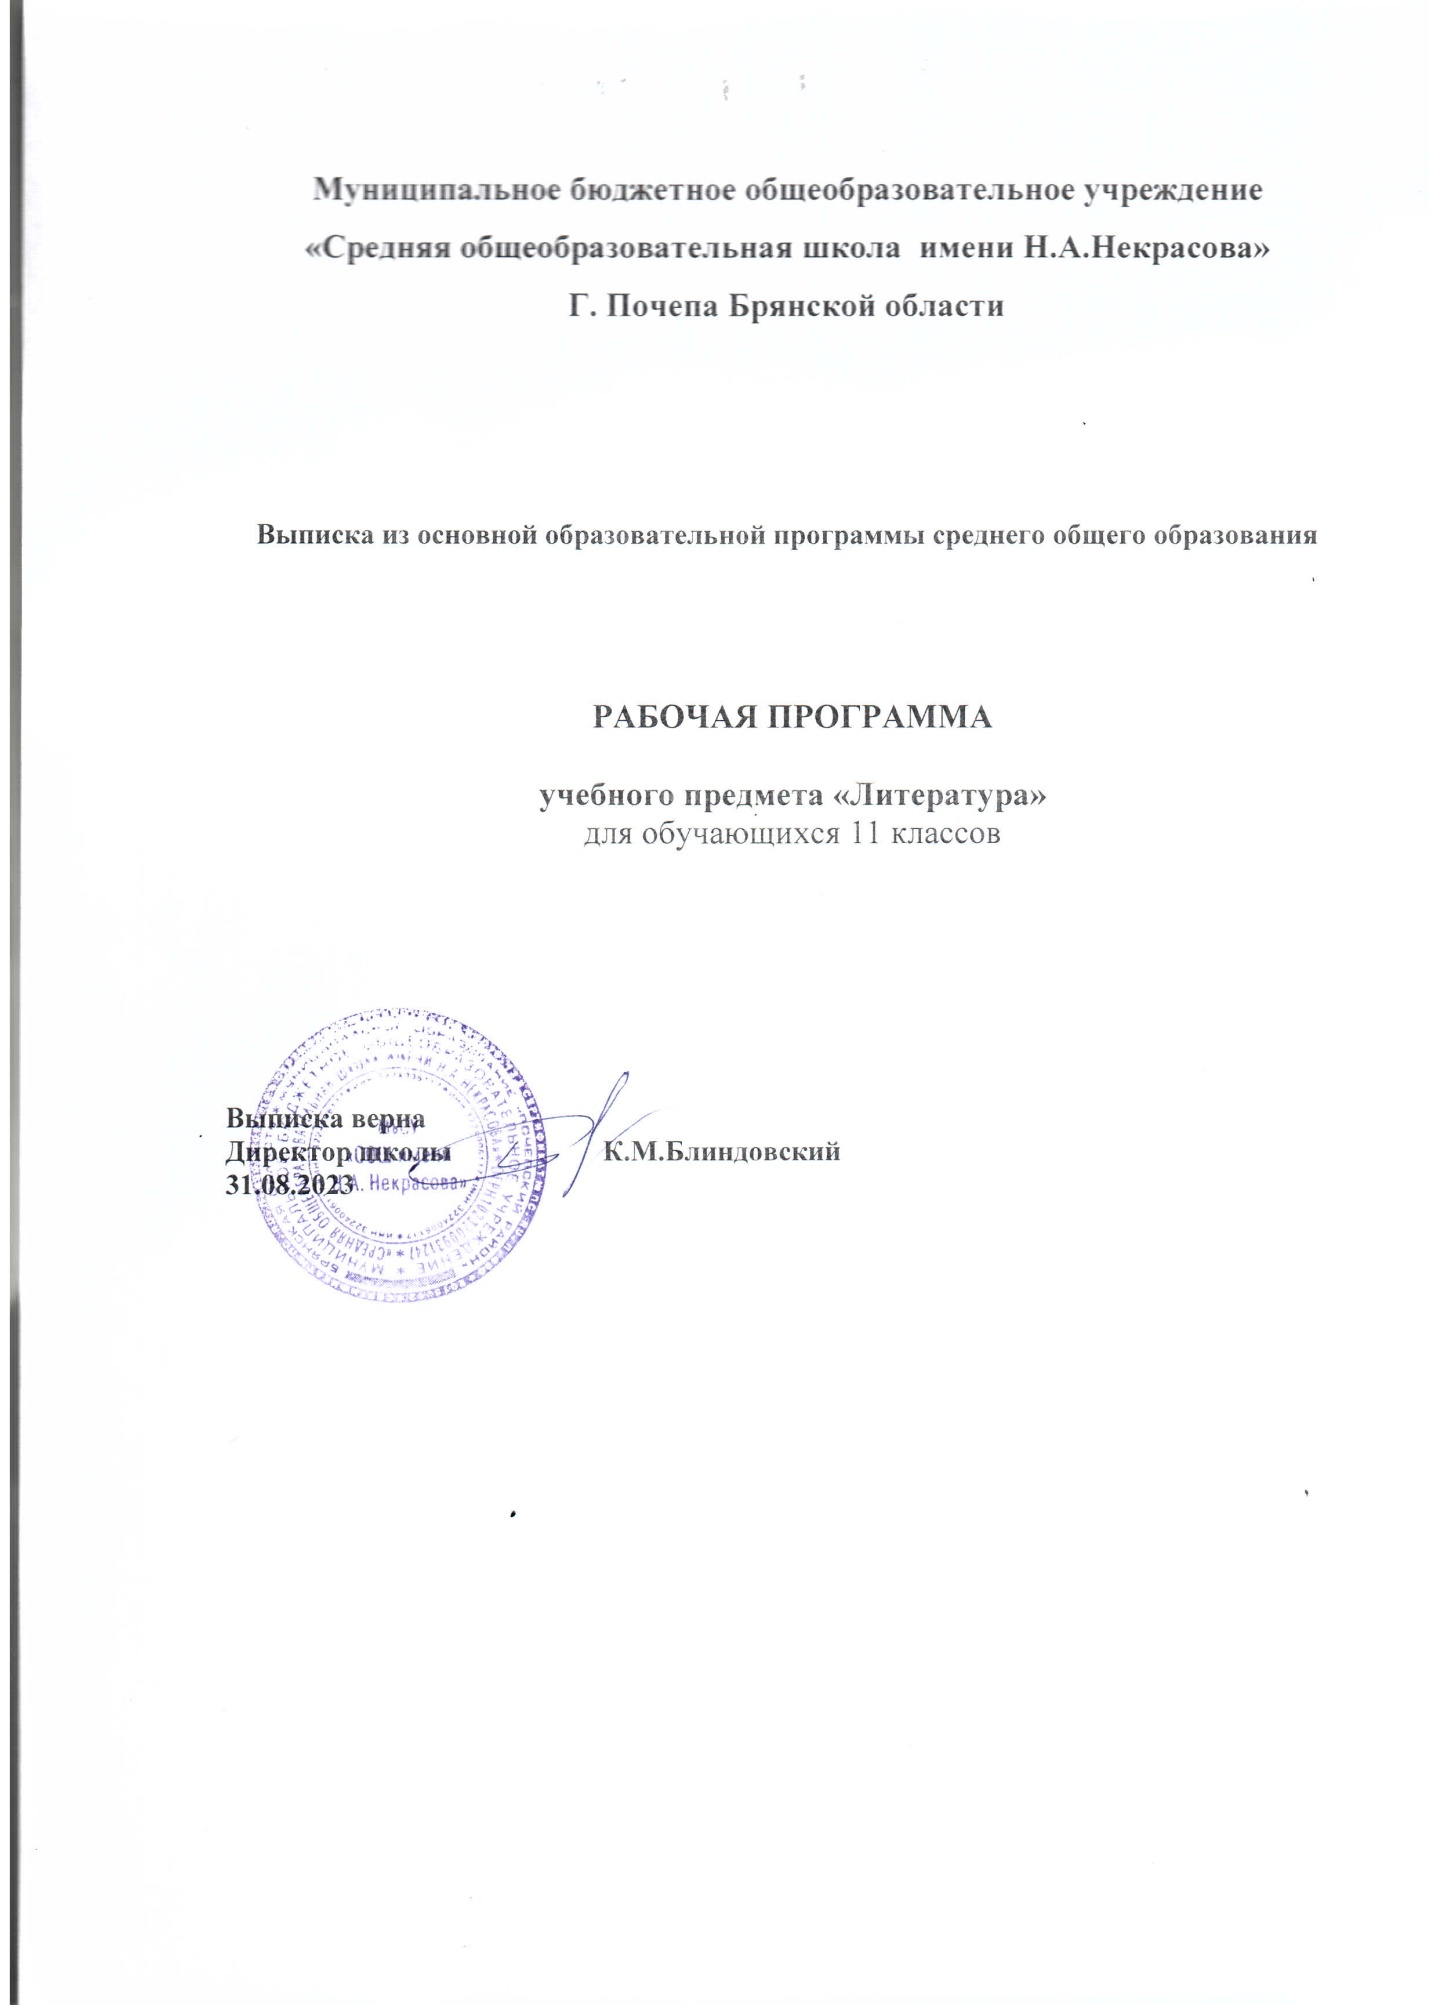 Муниципальное бюджетное общеобразовательное учреждение
«Средняя общеобразовательная школа имени Н.А.Некрасова»
Г. Почепа Брянской области
Выписка из основной образовательной программы среднего общего образования
РАБОЧАЯ ПРОГРАММА
учебного предмета «Литература»
для обучающихся 11 классов
Выписка верна
Директор школы К.М.Блиндовский
31.08.2023
Н.А. Некрасова»